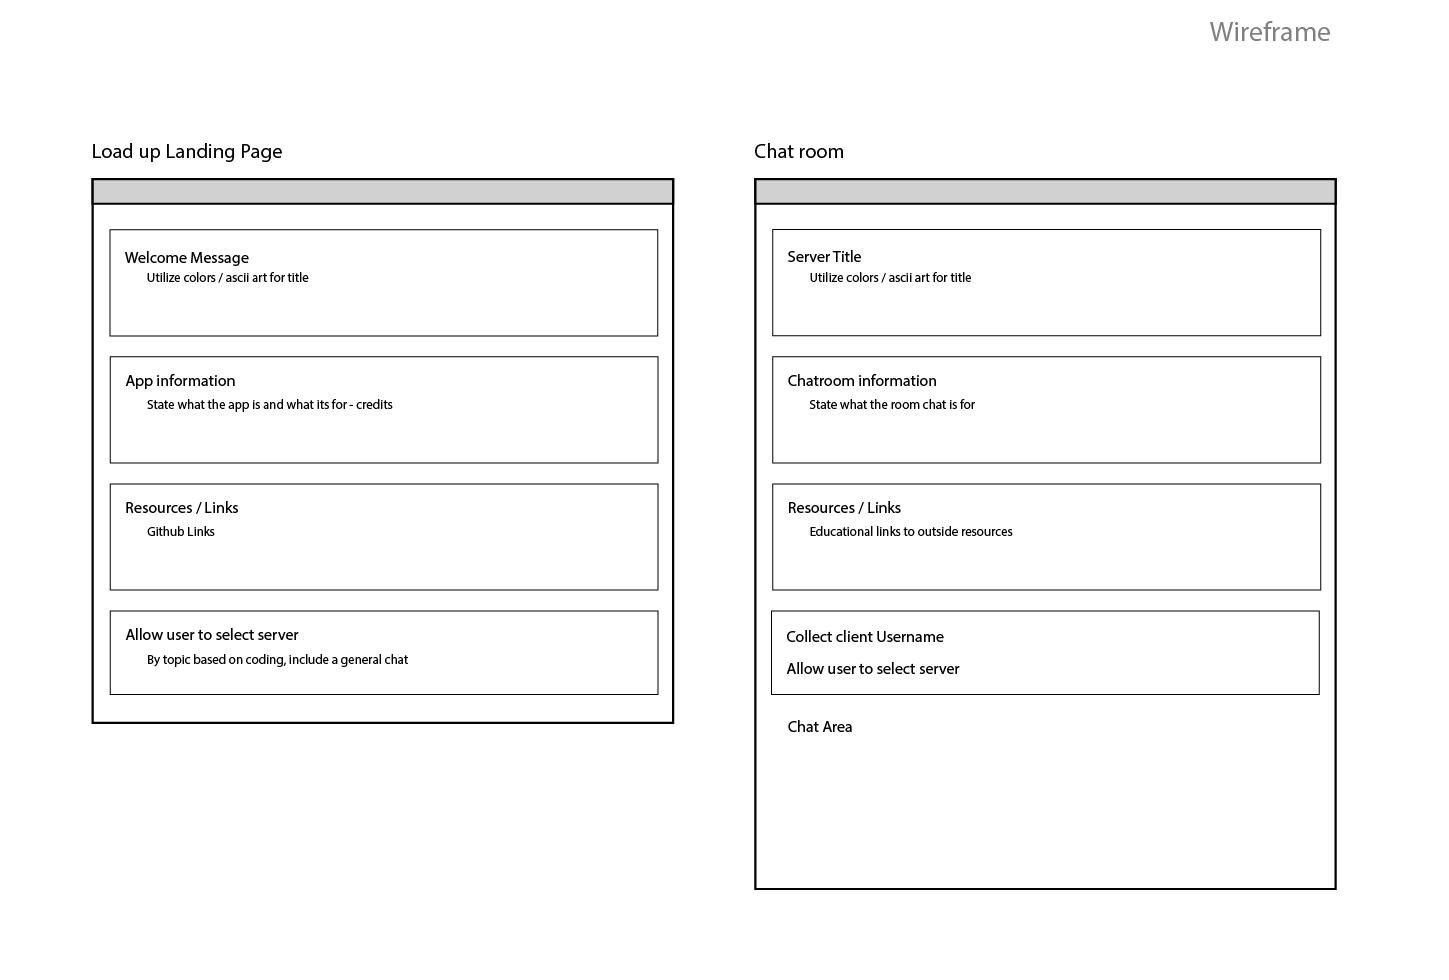 Wireframe
Load up Landing Page
Welcome Message
Utilize colors / ascii art for title
App information
State what the app is and what its for - credits
Resources / Links
Github Links
Allow user to select server
By topic based on coding, include a general chat
Chat room
Server Title
Utilize colors / ascii art for title
Chatroom information
State what the room chat is for
Resources / Links
Educational links to outside resources
Collect client Username
Allow user to select server
Chat Area